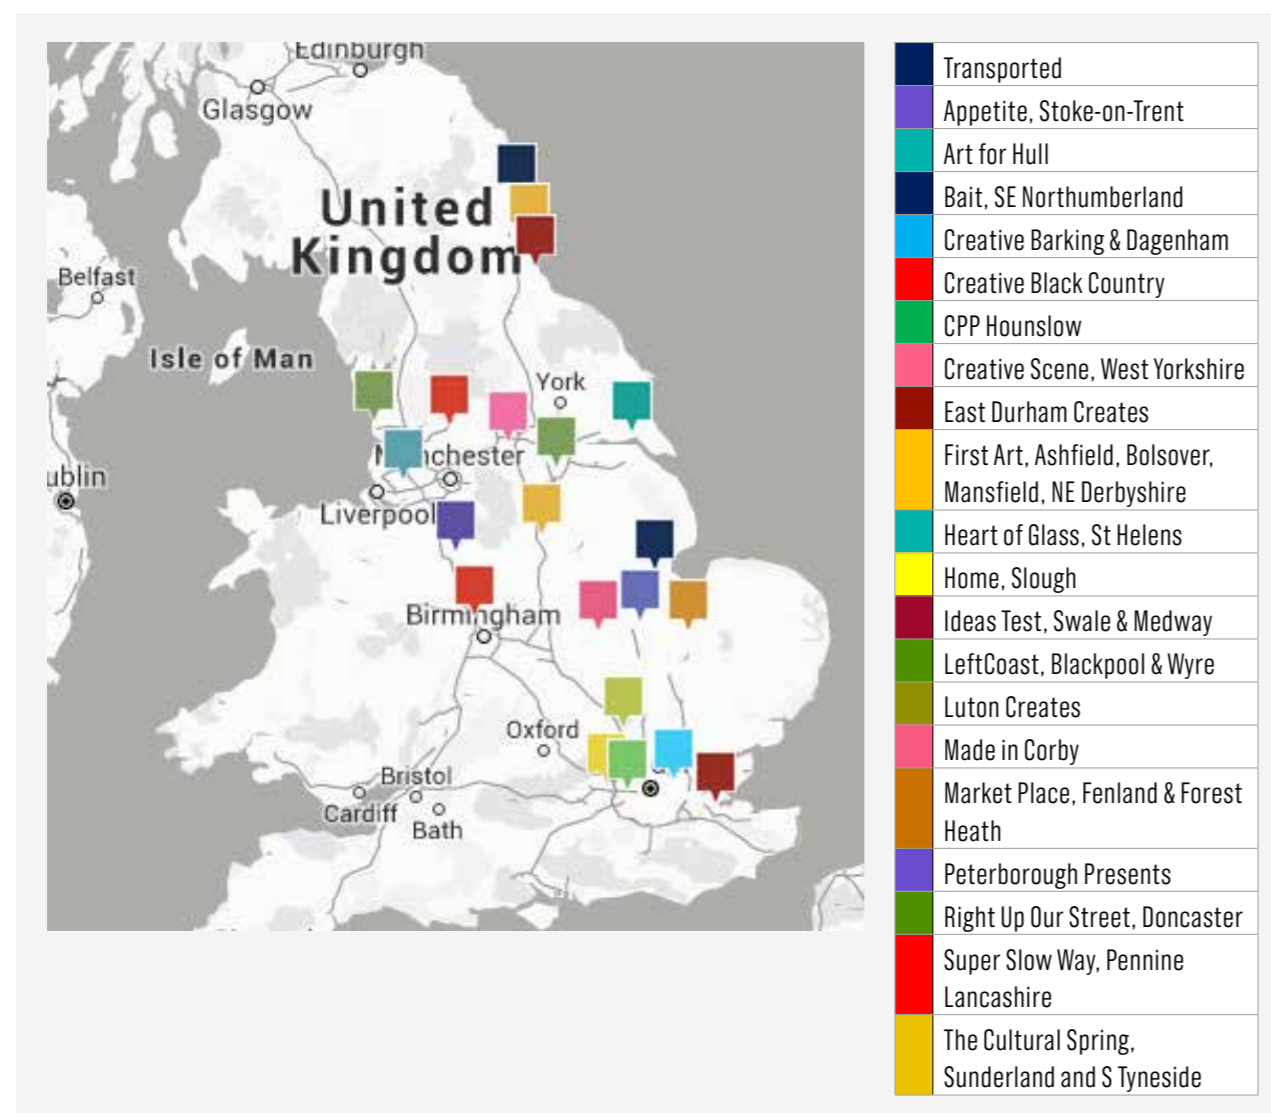 Edinburgh
Glasgow
United
Kingdom
Belfast
Isle of Man
York
ublin
Liverpool
Birmingham
Oxford
Bristol
Cardiff
Bath
Transported
Appetite, Stoke-on-Trent
Art for Hull
Bait, SE Northumberland
Creative Barking & Dagenham
Creative Black Country
CPP Hounslow
Creative Scene, West Yorkshire
East Durham Creates
First Art, Ashfield, Bolsover,
Mansfield, NE Derbyshire
Heart of Glass, St Helens
Home, Slough
Ideas Test, Swale & Medway
LeftCoast, Blackpool & Wyre
Luton Creates
Made in Corby
Market Place, Fenland & Forest
Heath
Peterborough Presents
Right Up Our Street, Doncaster
Super Slow Way, Pennine
Lancashire
The Cultural Spring,
Sunderland and S Tyneside